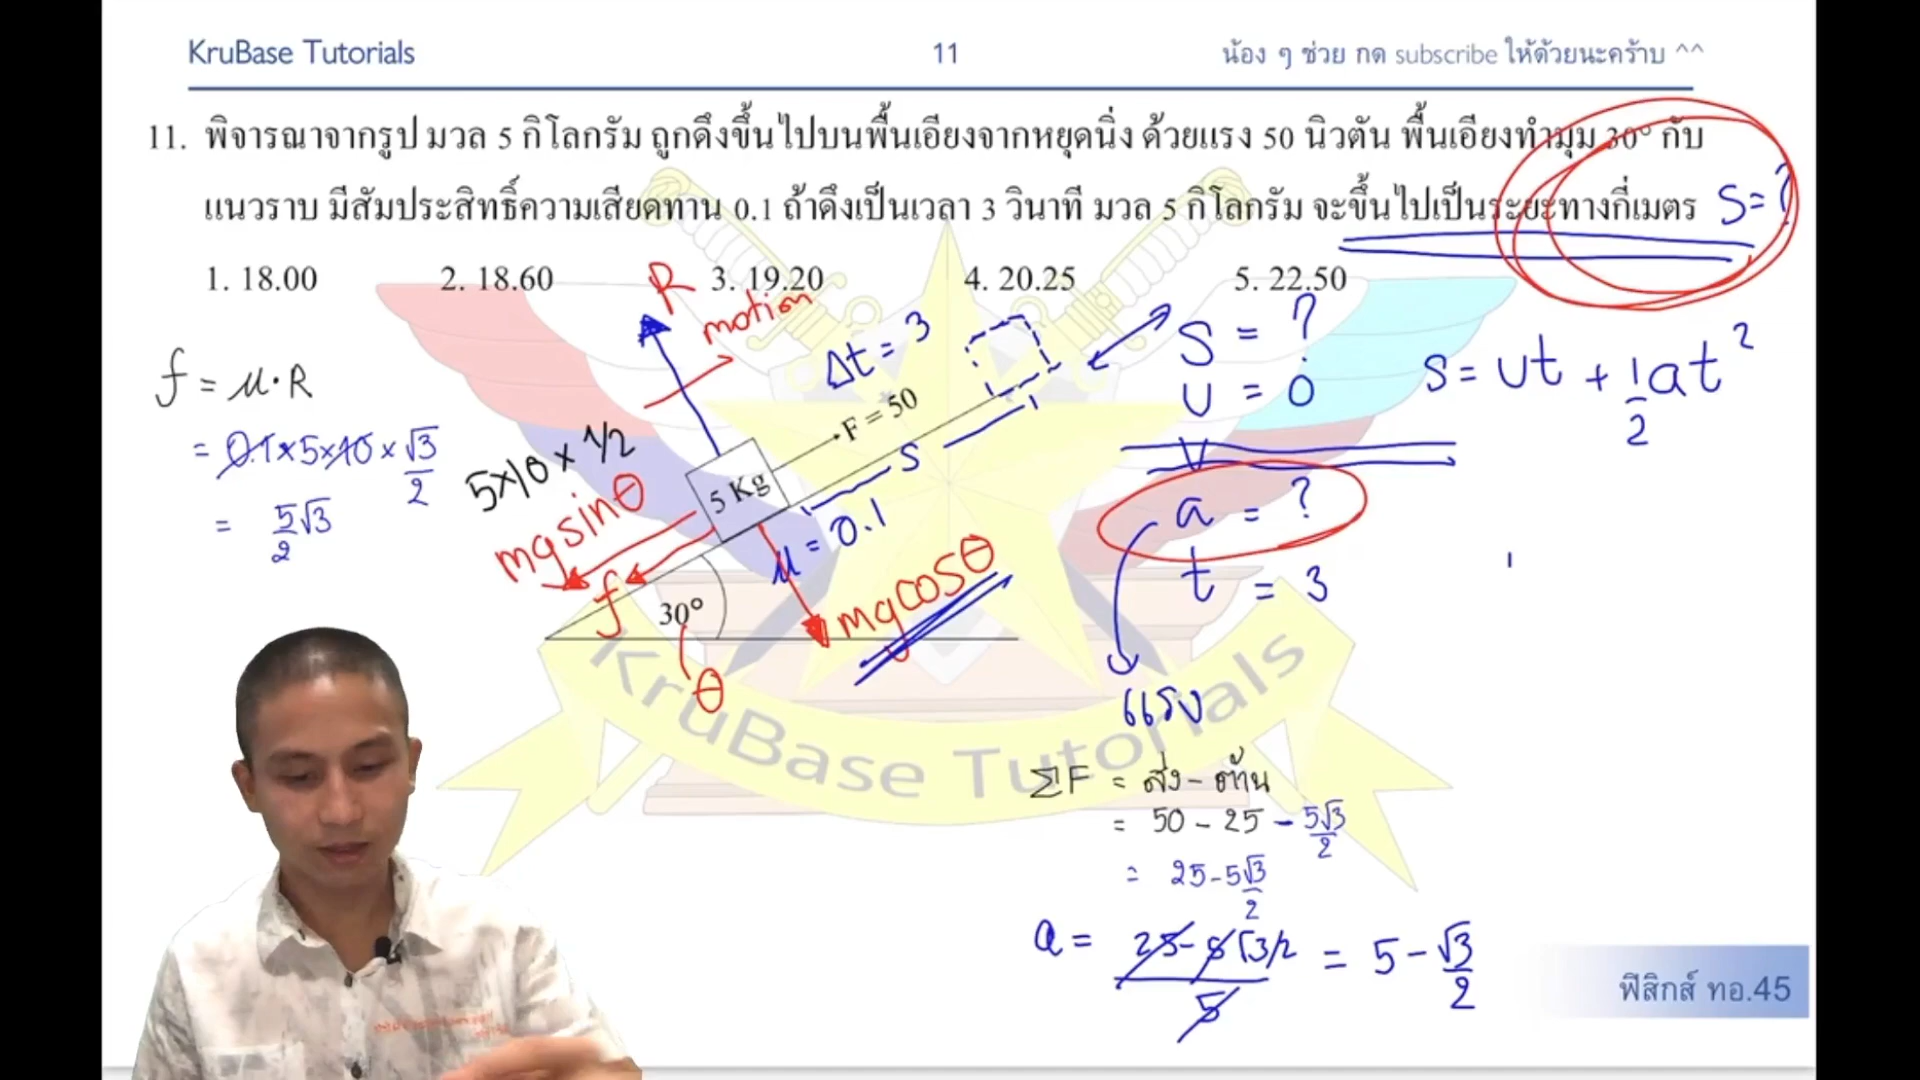 KruBase Tutorials
11
น้อง ๆ ช่วย กด subscribe ให้ด้วยนะคร้าบ ^^
11. พิจารณาจากรูป มวล 5 กิโลกรัม ถูกดึงขึ้นไปบนพื้นเอียงจากหยุดนิ่ง ด้วยแรง 50 นิวตัน พื้นเอียงทำมุม 30° กับ
แนวราบ มีสัมประสิทธิ์ความเสียดทาน 0.1 ถ้าดึงเป็นเวลา 3 วินาที มวล 5 กิโลกรัม จะขึ้นไปเป็นระยะทางกี่เมตร S=?
1. 18.00 2. 18.60 3. 19.20 4. 20.25 5. 22.50
R
motion
Δt = 3
F = 50
S
5 Kg
μ = 0.1
mgsinθ
5×10×1/2
f
30°
θ
mgcosθ
f = μ·R
= 0.1×5×10×√3/2
= 5/2√3
S = ?
u = 0
v
a = ?
t = 3
แรง
S = ut + 1/2at²
ΣF = ส่ง - ต้าน
= 50 - 25 - 5√3/2
= 25 - 5√3/2
a = 25-5√3/2 / 5 = 5 - √3/2
KruBase Tutorials
ฟิสิกส์ ทอ.45